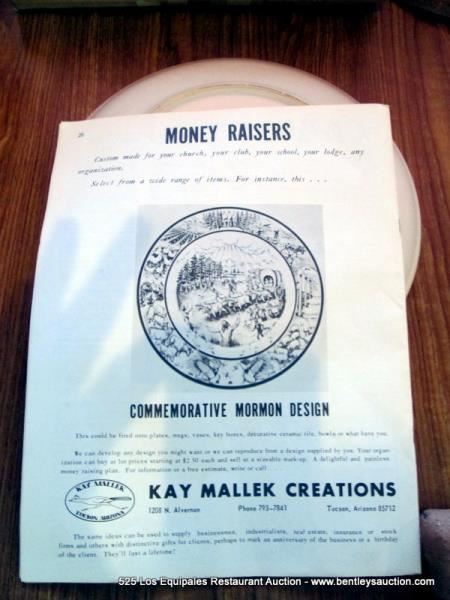 26
MONEY RAISERS
Custom made for your church, your club, your school, your lodge, any
organization.
Select from a wide range of items. For instance, this . . .
COMMEMORATIVE MORMON DESIGN
This could be fired onto plates, mugs, vases, key boxes, decorative ceramic tile, bowls or what have you.
We can develop any design you might want or we can reproduce from a design supplied by you. Your organ-
ization can buy at lot prices starting at $2.50 each and sell at a sizeable mark-up. A delightful and painless
money raising plan. For information or a free estimate, write or call . . .
KAY MALLEK
TUCSON ARIZONA
KAY MALLEK CREATIONS
1208 N. Alvernon Phone 793-7841 Tucson, Arizona 85712
The same ideas can be used to supply businessmen, industrialists, real estate, insurance or stock
firms and others with distinctive gifts for clients, perhaps to mark an anniversary of the business or a birthday
of the client. They'll last a lifetime!
525 Los Equipales Restaurant Auction - www.bentleysauction.com